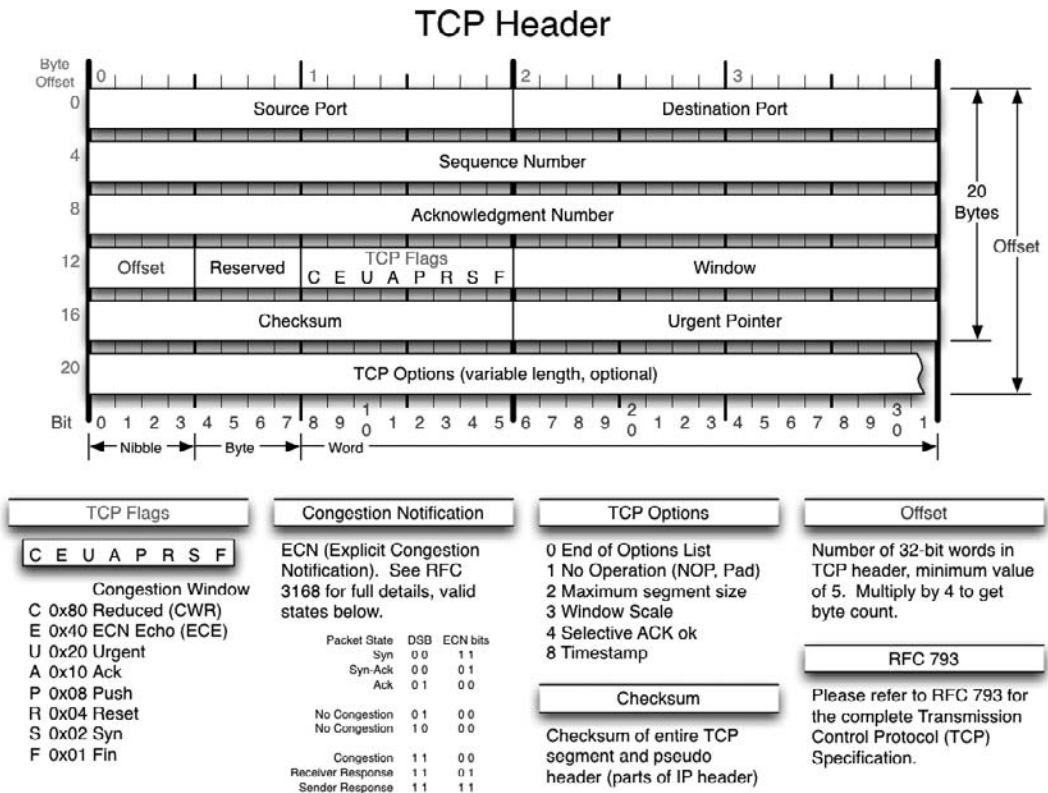 TCP Header
Byte
Offset
0 1 2 3
0 Source Port Destination Port
4 Sequence Number
8 Acknowledgment Number
20
Bytes
Offset
12 Offset Reserved TCP Flags Window
C E U A P R S F
16 Checksum Urgent Pointer
20 TCP Options (variable length, optional)
Bit 0 1 2 3 4 5 6 7 8 9 10 1 2 3 4 5 6 7 8 9 20 1 2 3 4 5 6 7 8 9 30 1
Nibble Byte Word
TCP Flags
C E U A P R S F
Congestion Window
C 0x80 Reduced (CWR)
E 0x40 ECN Echo (ECE)
U 0x20 Urgent
A 0x10 Ack
P 0x08 Push
R 0x04 Reset
S 0x02 Syn
F 0x01 Fin
Congestion Notification
ECN (Explicit Congestion
Notification). See RFC
3168 for full details, valid
states below.
Packet State DSB ECN bits
Syn 0 0 1 1
Syn-Ack 0 0 0 1
Ack 0 1 0 0
No Congestion 0 1 0 0
No Congestion 1 0 0 0
Congestion 1 1 0 0
Receiver Response 1 1 0 1
Sender Response 1 1 1 1
TCP Options
0 End of Options List
1 No Operation (NOP, Pad)
2 Maximum segment size
3 Window Scale
4 Selective ACK ok
8 Timestamp
Checksum
Checksum of entire TCP
segment and pseudo
header (parts of IP header)
Offset
Number of 32-bit words in
TCP header, minimum value
of 5. Multiply by 4 to get
byte count.
RFC 793
Please refer to RFC 793 for
the complete Transmission
Control Protocol (TCP)
Specification.